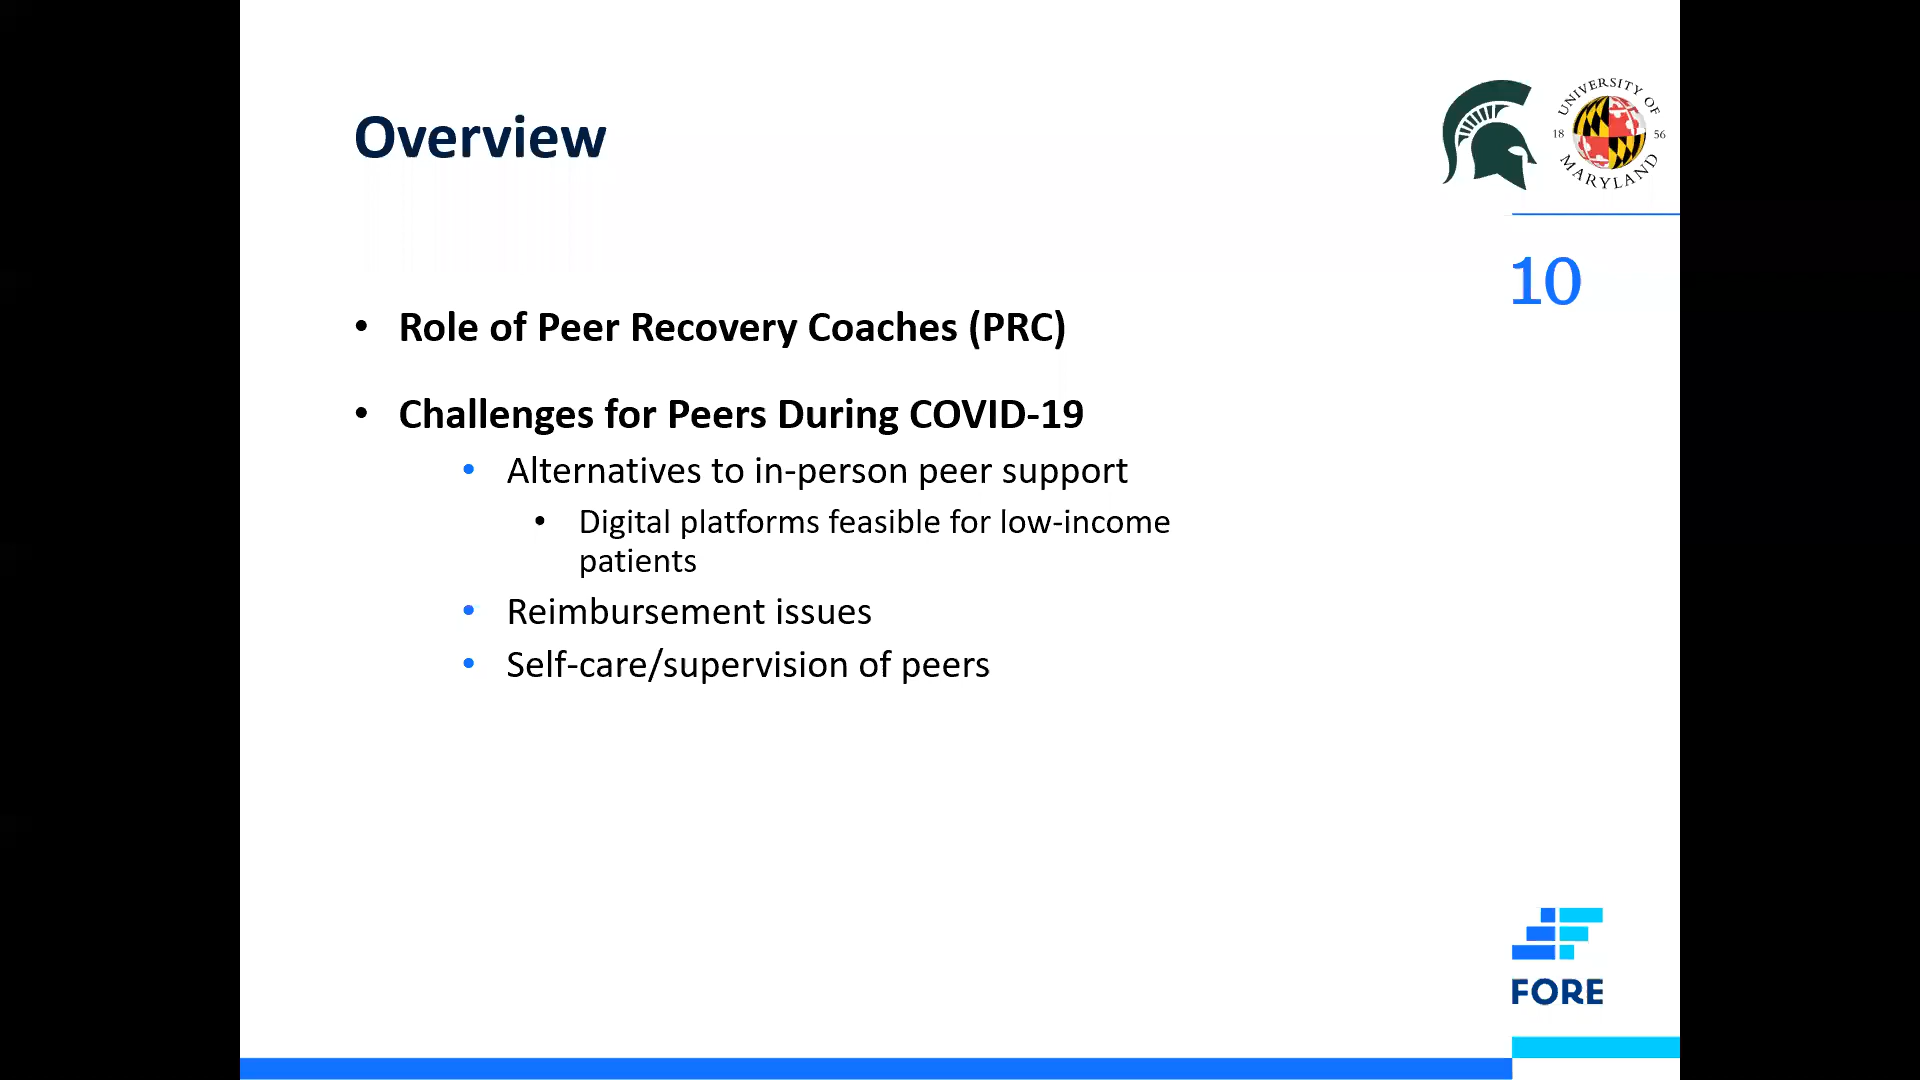 Overview
UNIVERSITY OF
18 56
MARYLAND
10
• Role of Peer Recovery Coaches (PRC)
• Challenges for Peers During COVID-19
• Alternatives to in-person peer support
• Digital platforms feasible for low-income
patients
• Reimbursement issues
• Self-care/supervision of peers
FORE